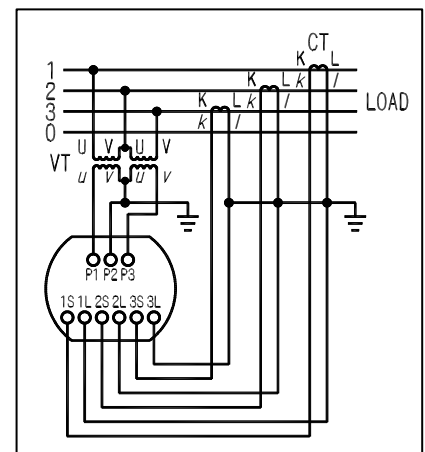 CT
K L
1
K L k l
2
K L k l LOAD
3
k l
0
U V U V
VT
u v u v
P1 P2 P3
1S 1L 2S 2L 3S 3L